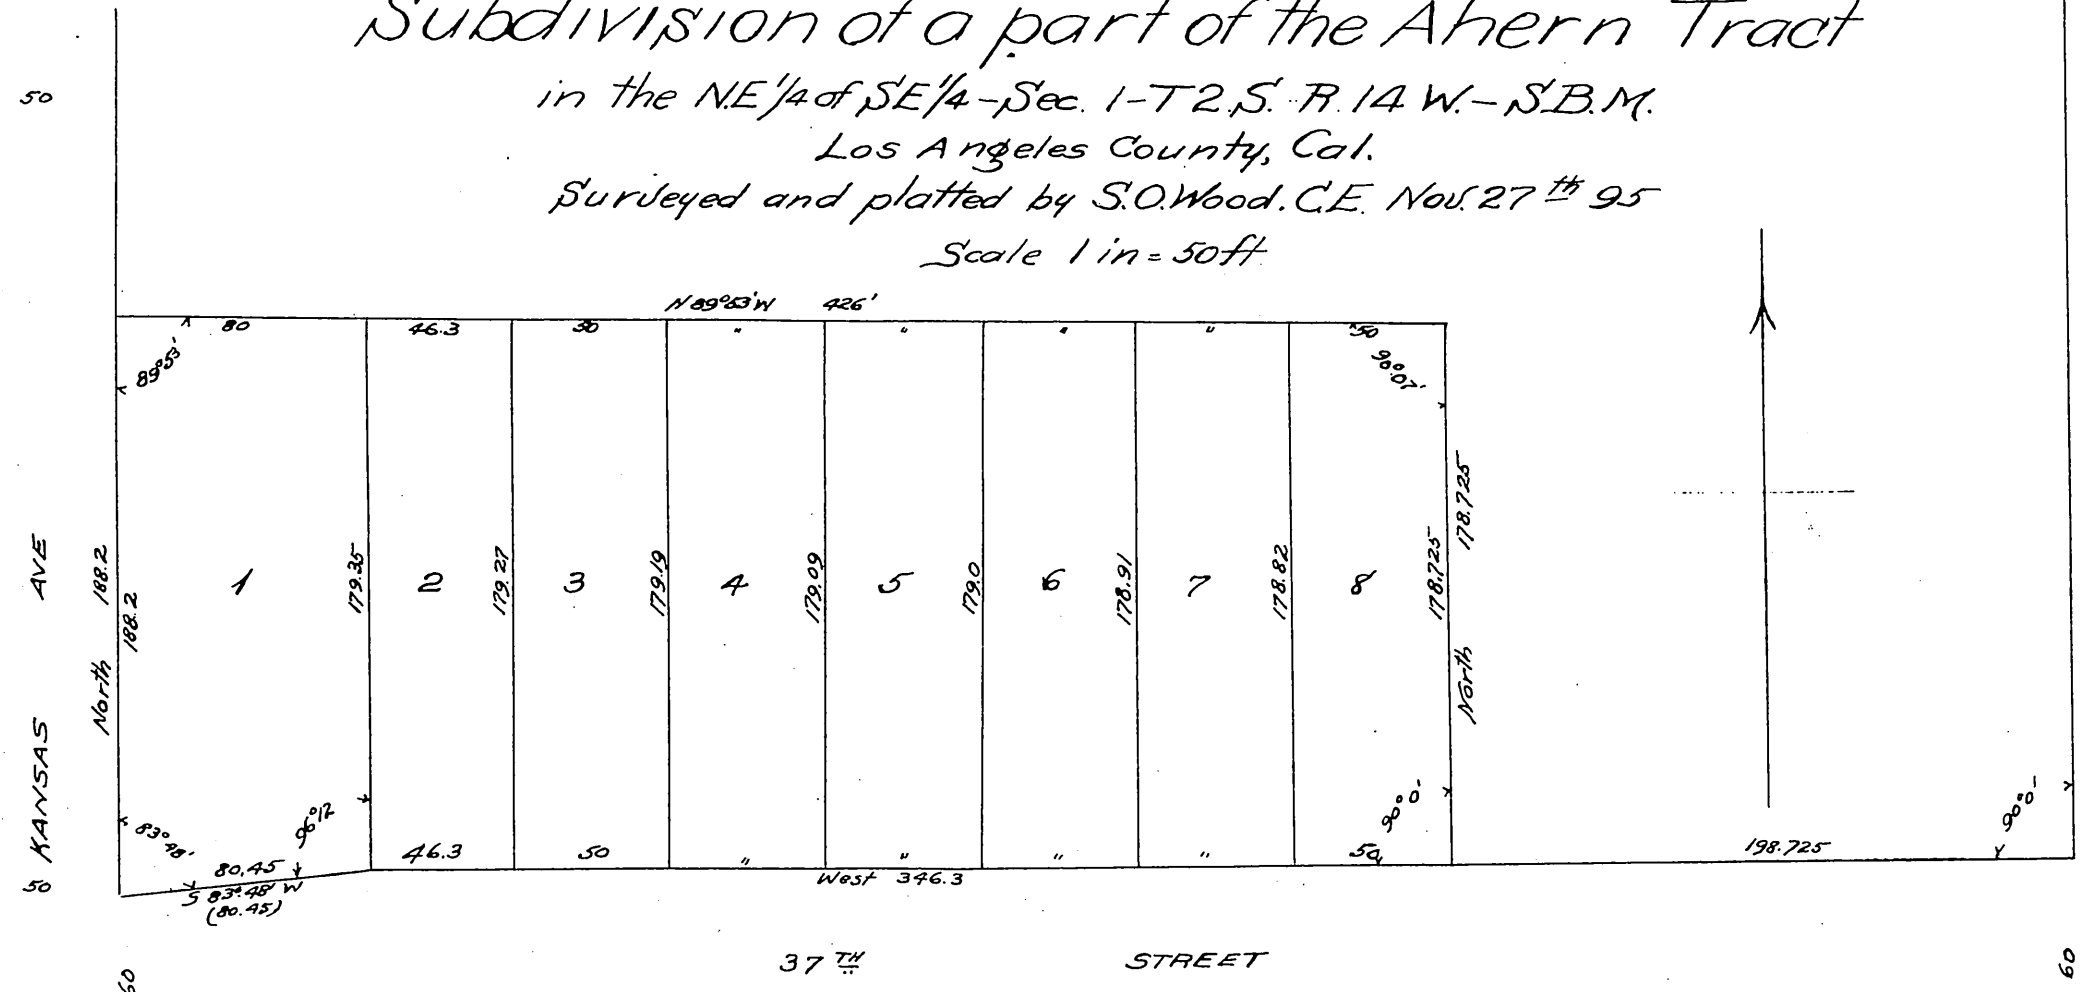 Subdivision of a part of the Ahern Tract
50
in the N.E 1/4 of SE 1/4 - Sec. 1 - T 2.S. R. 14 W. - S.B.M.
Los Angeles County, Cal.
Surveyed and platted by S.O. Wood. C.E. Nov. 27 th 95
Scale 1 in = 50 ft
N 89°53' W 426'
80 46.3 50 " " " " 50
89°53' 90°07'
North 188.2
188.2
1 179.35 2 179.27 3 179.19 4 179.09 5 179.0 6 178.91 7 178.82 8 178.725
North 178.725
KANSAS AVE
83°48' 96°12 90°0' 90°0'
80.45 46.3 50 " " " " 50 198.725
50
S 83°48' W
(80.45)
West 346.3
37 TH STREET
60 60